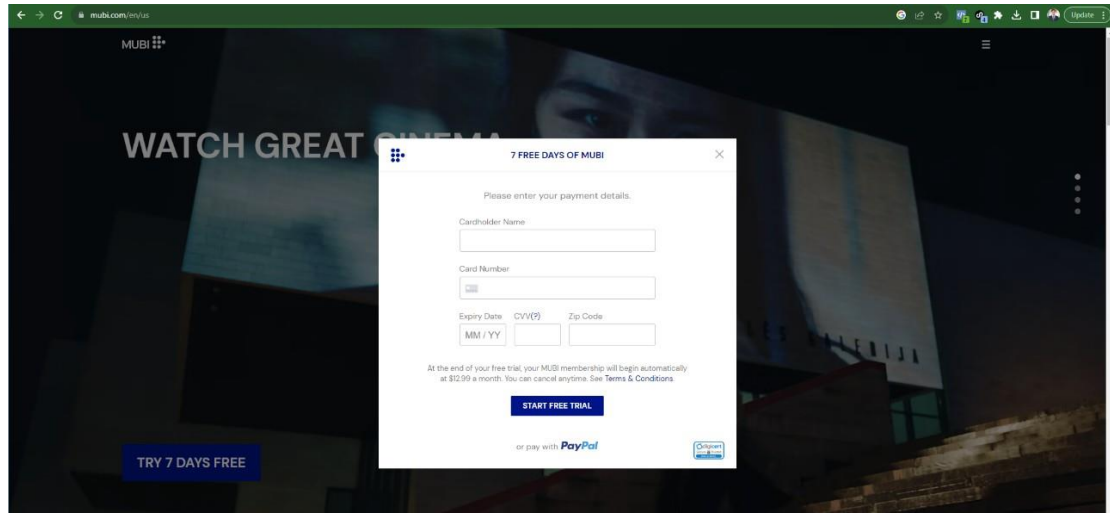 mubi.com/en/us
Update
MUBI
WATCH GREAT CINEMA
7 FREE DAYS OF MUBI
Please enter your payment details.
Cardholder Name
Card Number
Expiry Date CVV(?) Zip Code
MM / YY
At the end of your free trial, your MUBI membership will begin automatically
at $12.99 a month. You can cancel anytime. See Terms & Conditions.
START FREE TRIAL
or pay with PayPal
digicert
TRY 7 DAYS FREE